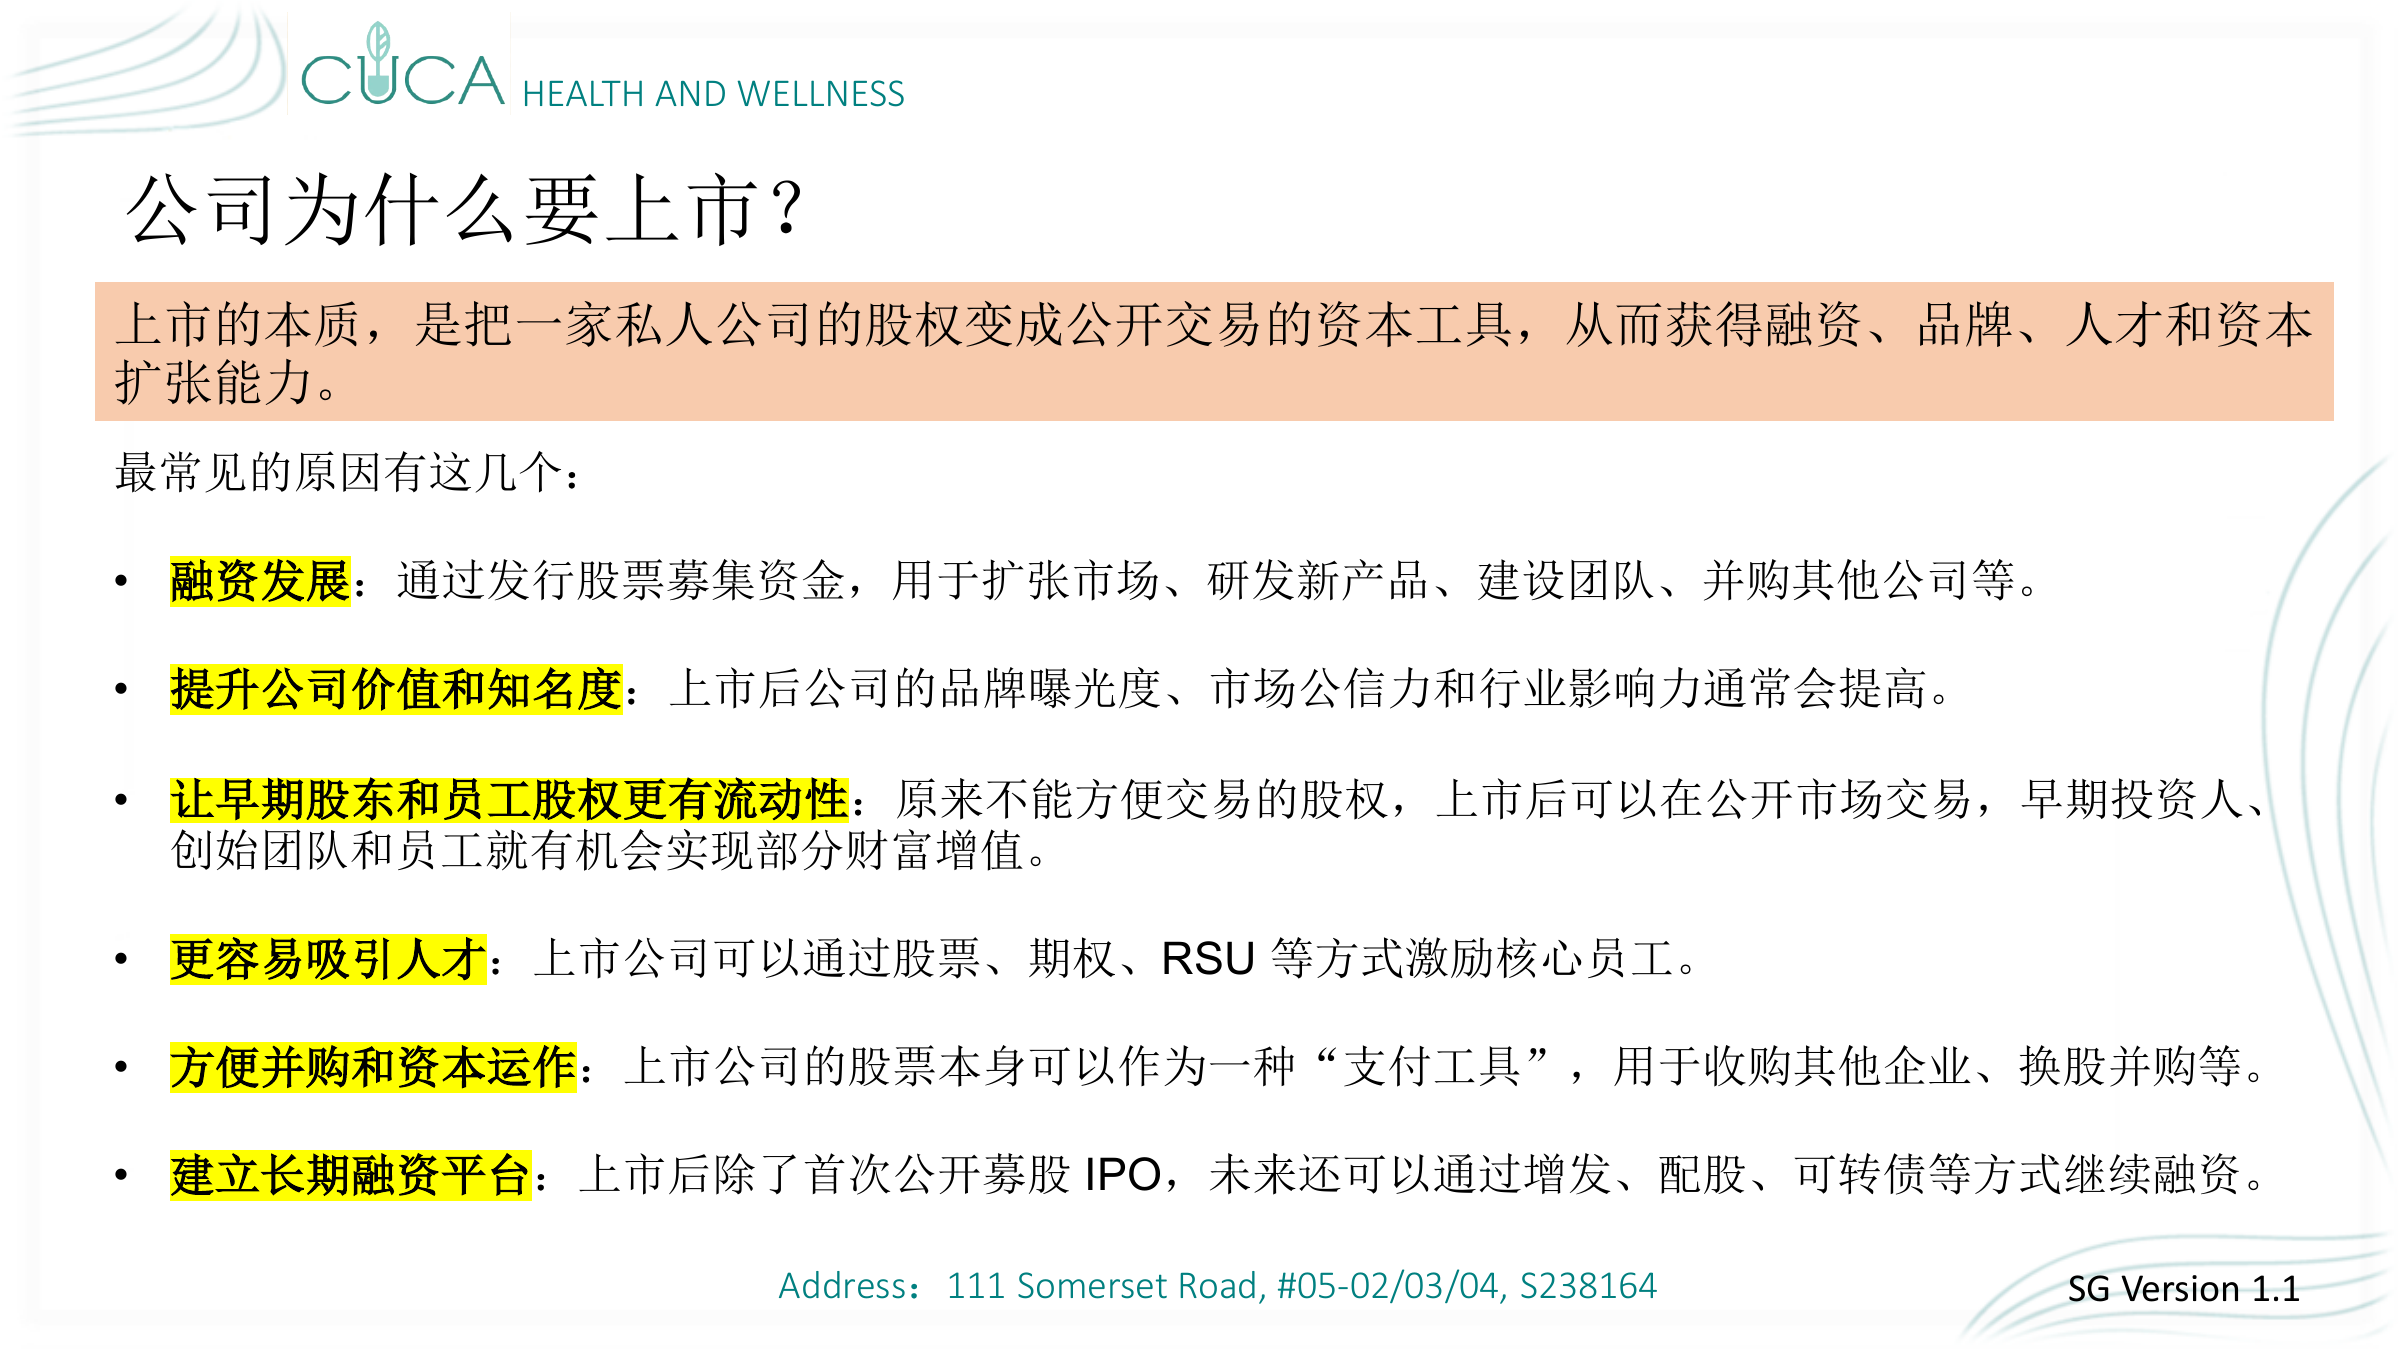 CUCA HEALTH AND WELLNESS
公司为什么要上市？
上市的本质，是把一家私人公司的股权变成公开交易的资本工具，从而获得融资、品牌、人才和资本
扩张能力。
最常见的原因有这几个：
• 融资发展：通过发行股票募集资金，用于扩张市场、研发新产品、建设团队、并购其他公司等。
• 提升公司价值和知名度：上市后公司的品牌曝光度、市场公信力和行业影响力通常会提高。
• 让早期股东和员工股权更有流动性：原来不能方便交易的股权，上市后可以在公开市场交易，早期投资人、
创始团队和员工就有机会实现部分财富增值。
• 更容易吸引人才：上市公司可以通过股票、期权、RSU 等方式激励核心员工。
• 方便并购和资本运作：上市公司的股票本身可以作为一种“支付工具”，用于收购其他企业、换股并购等。
• 建立长期融资平台：上市后除了首次公开募股 IPO，未来还可以通过增发、配股、可转债等方式继续融资。
Address：111 Somerset Road, #05-02/03/04, S238164
SG Version 1.1